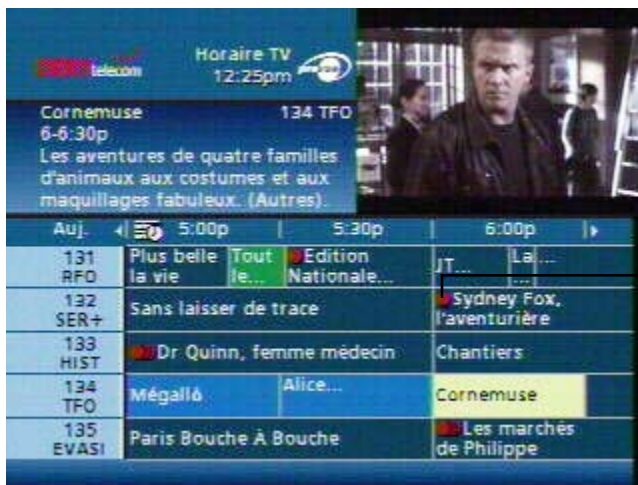 telecom
Horaire TV
12:25pm
Cornemuse 134 TFO
6-6:30p
Les aventures de quatre familles
d'animaux aux costumes et aux
maquillages fabuleux. (Autres).
Auj. 5:00p 5:30p 6:00p
131 RFO
Plus belle la vie
Tout le...
Edition Nationale...
JT...
La ...
...
132 SER+
Sans laisser de trace
Sydney Fox, l'aventurière
133 HIST
Dr Quinn, femme médecin
Chantiers
134 TFO
Mégallô
Alice...
Cornemuse
135 EVASI
Paris Bouche À Bouche
Les marchés de Philippe